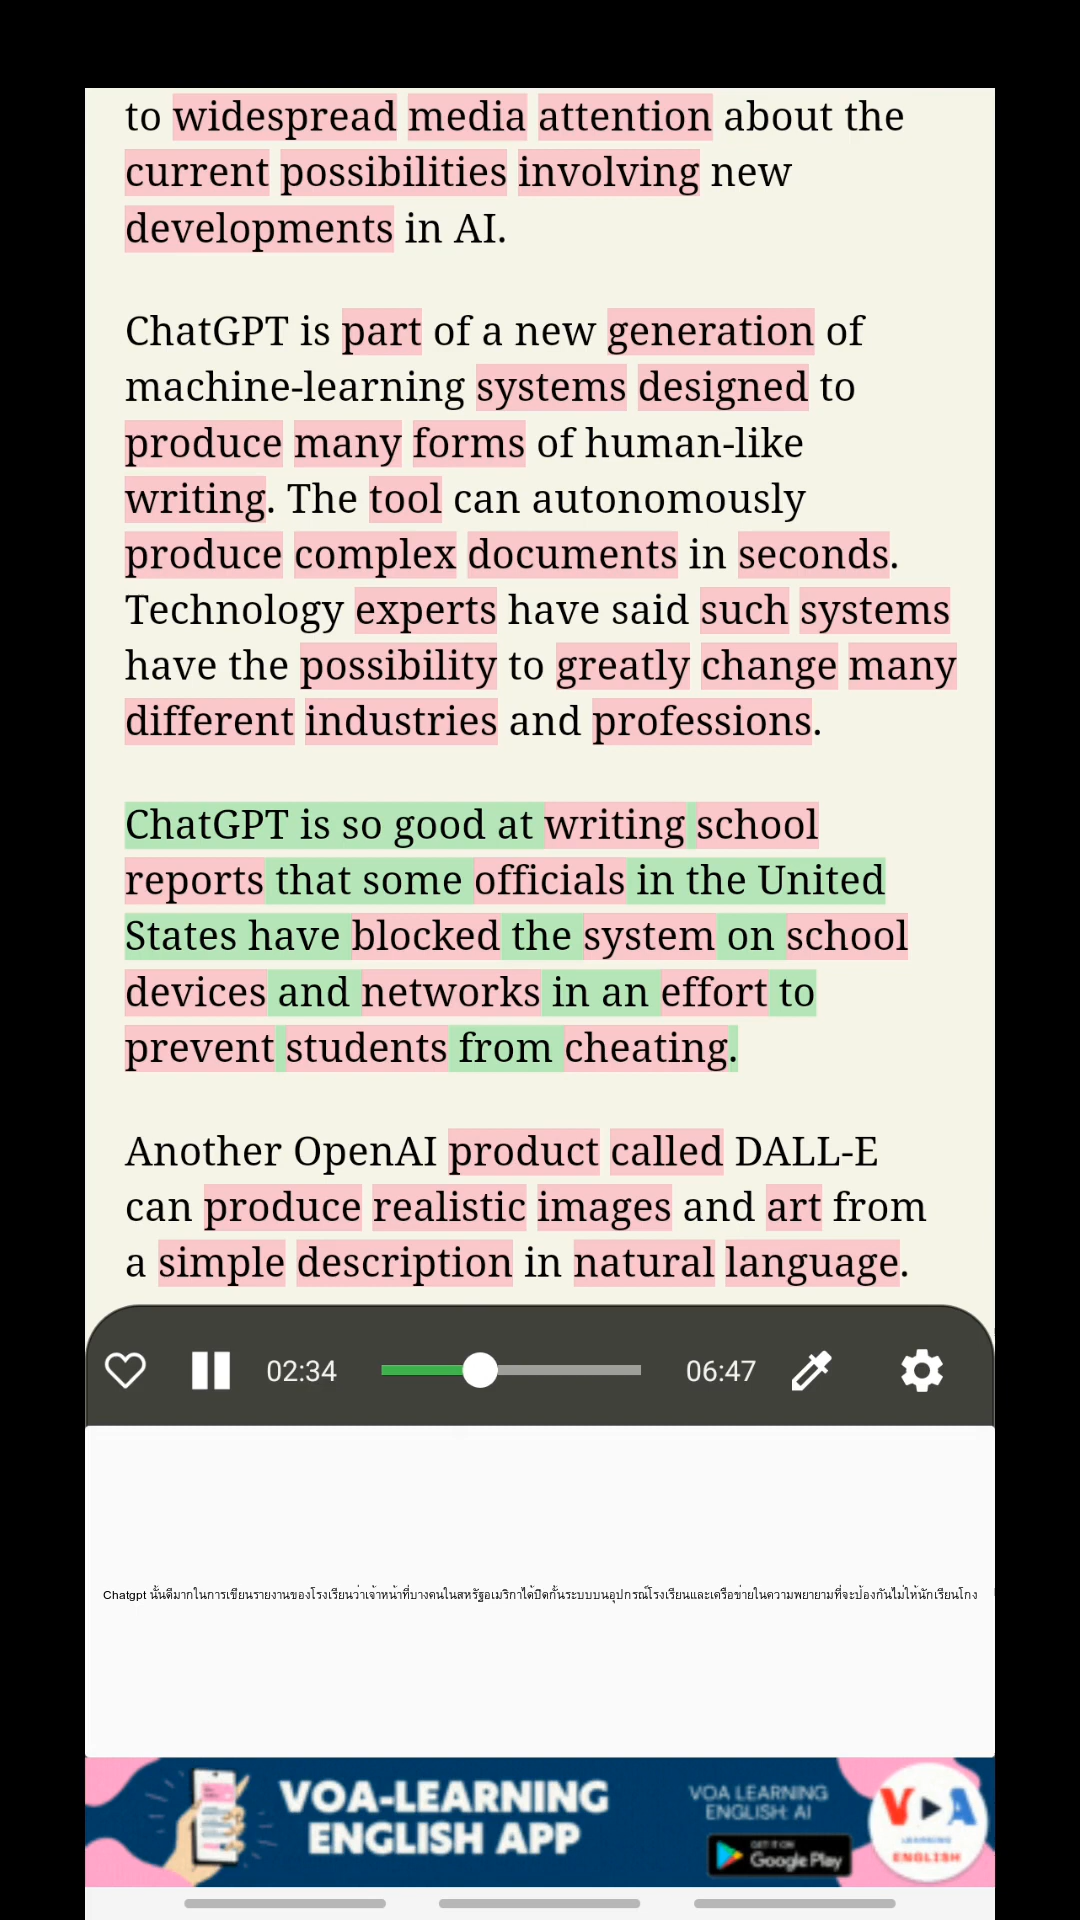 to widespread media attention about the
current possibilities involving new
developments in AI.
ChatGPT is part of a new generation of
machine-learning systems designed to
produce many forms of human-like
writing. The tool can autonomously
produce complex documents in seconds.
Technology experts have said such systems
have the possibility to greatly change many
different industries and professions.
ChatGPT is so good at writing school
reports that some officials in the United
States have blocked the system on school
devices and networks in an effort to
prevent students from cheating.
Another OpenAI product called DALL-E
can produce realistic images and art from
a simple description in natural language.
02:34 06:47
Chatgpt นั้นดีมากในการเขียนรายงานของโรงเรียนว่าเจ้าหน้าที่บางคนในสหรัฐอเมริกาได้ปิดกั้นระบบบนอุปกรณ์โรงเรียนและเครือข่ายในความพยายามที่จะป้องกันไม่ให้นักเรียนโกง
VOA-LEARNING
ENGLISH APP
VOA LEARNING
ENGLISH: AI
GET IT ON
Google Play
VOA
LEARNING
ENGLISH